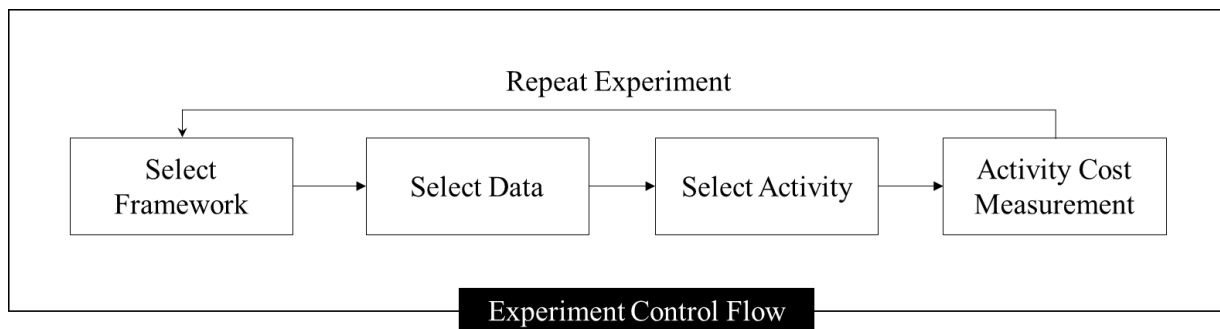 Repeat Experiment
Select
Framework
Select Data
Select Activity
Activity Cost
Measurement
Experiment Control Flow